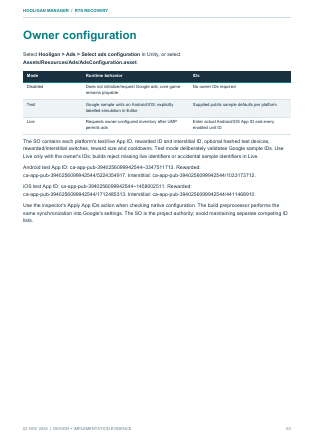 HOOLIGAN MANAGER / RTS RECOVERY
Owner configuration
Select Hooligan > Ads > Select ads configuration in Unity, or select
Assets/Resources/Ads/AdsConfiguration.asset.
Mode Runtime behavior IDs
Disabled Does not initialize/request Google ads; core game No owner IDs required
remains playable
Test Google sample units on Android/iOS; explicitly Supplied public sample defaults per platform
labelled simulation in Editor
Live Requests owner-configured inventory after UMP Enter actual Android/iOS App ID and every
permits ads enabled unit ID
The SO contains each platform's test/live App ID, rewarded ID and interstitial ID, optional hashed test devices,
rewarded/interstitial switches, reward size and cooldowns. Test mode deliberately validates Google sample IDs. Use
Live only with the owner's IDs; builds reject missing live identifiers or accidental sample identifiers in Live.
Android test App ID: ca-app-pub-3940256099942544~3347511713. Rewarded:
ca-app-pub-3940256099942544/5224354917. Interstitial: ca-app-pub-3940256099942544/1033173712.
iOS test App ID: ca-app-pub-3940256099942544~1458002511. Rewarded:
ca-app-pub-3940256099942544/1712485313. Interstitial: ca-app-pub-3940256099942544/4411468910.
Use the inspector's Apply App IDs action when checking native configuration. The build preprocessor performs the
same synchronization into Google's settings. The SO is the project authority; avoid maintaining separate competing ID
lists.
02 NOV 2025 | DESIGN + IMPLEMENTATION EVIDENCE